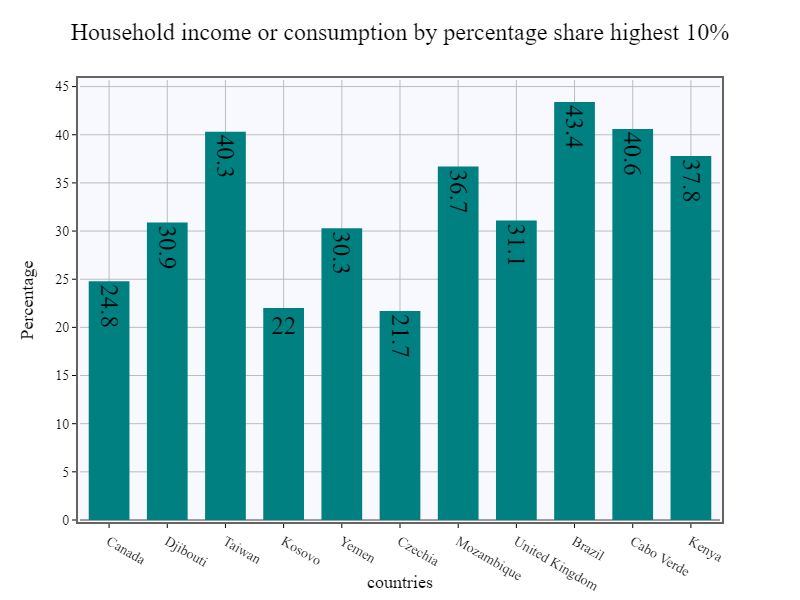 Household income or consumption by percentage share highest 10%
Percentage
45
40
35
30
25
20
15
10
5
0
24.8
30.9
40.3
22
30.3
21.7
36.7
31.1
43.4
40.6
37.8
Canada
Djibouti
Taiwan
Kosovo
Yemen
Czechia
Mozambique
United Kingdom
Brazil
Cabo Verde
Kenya
countries